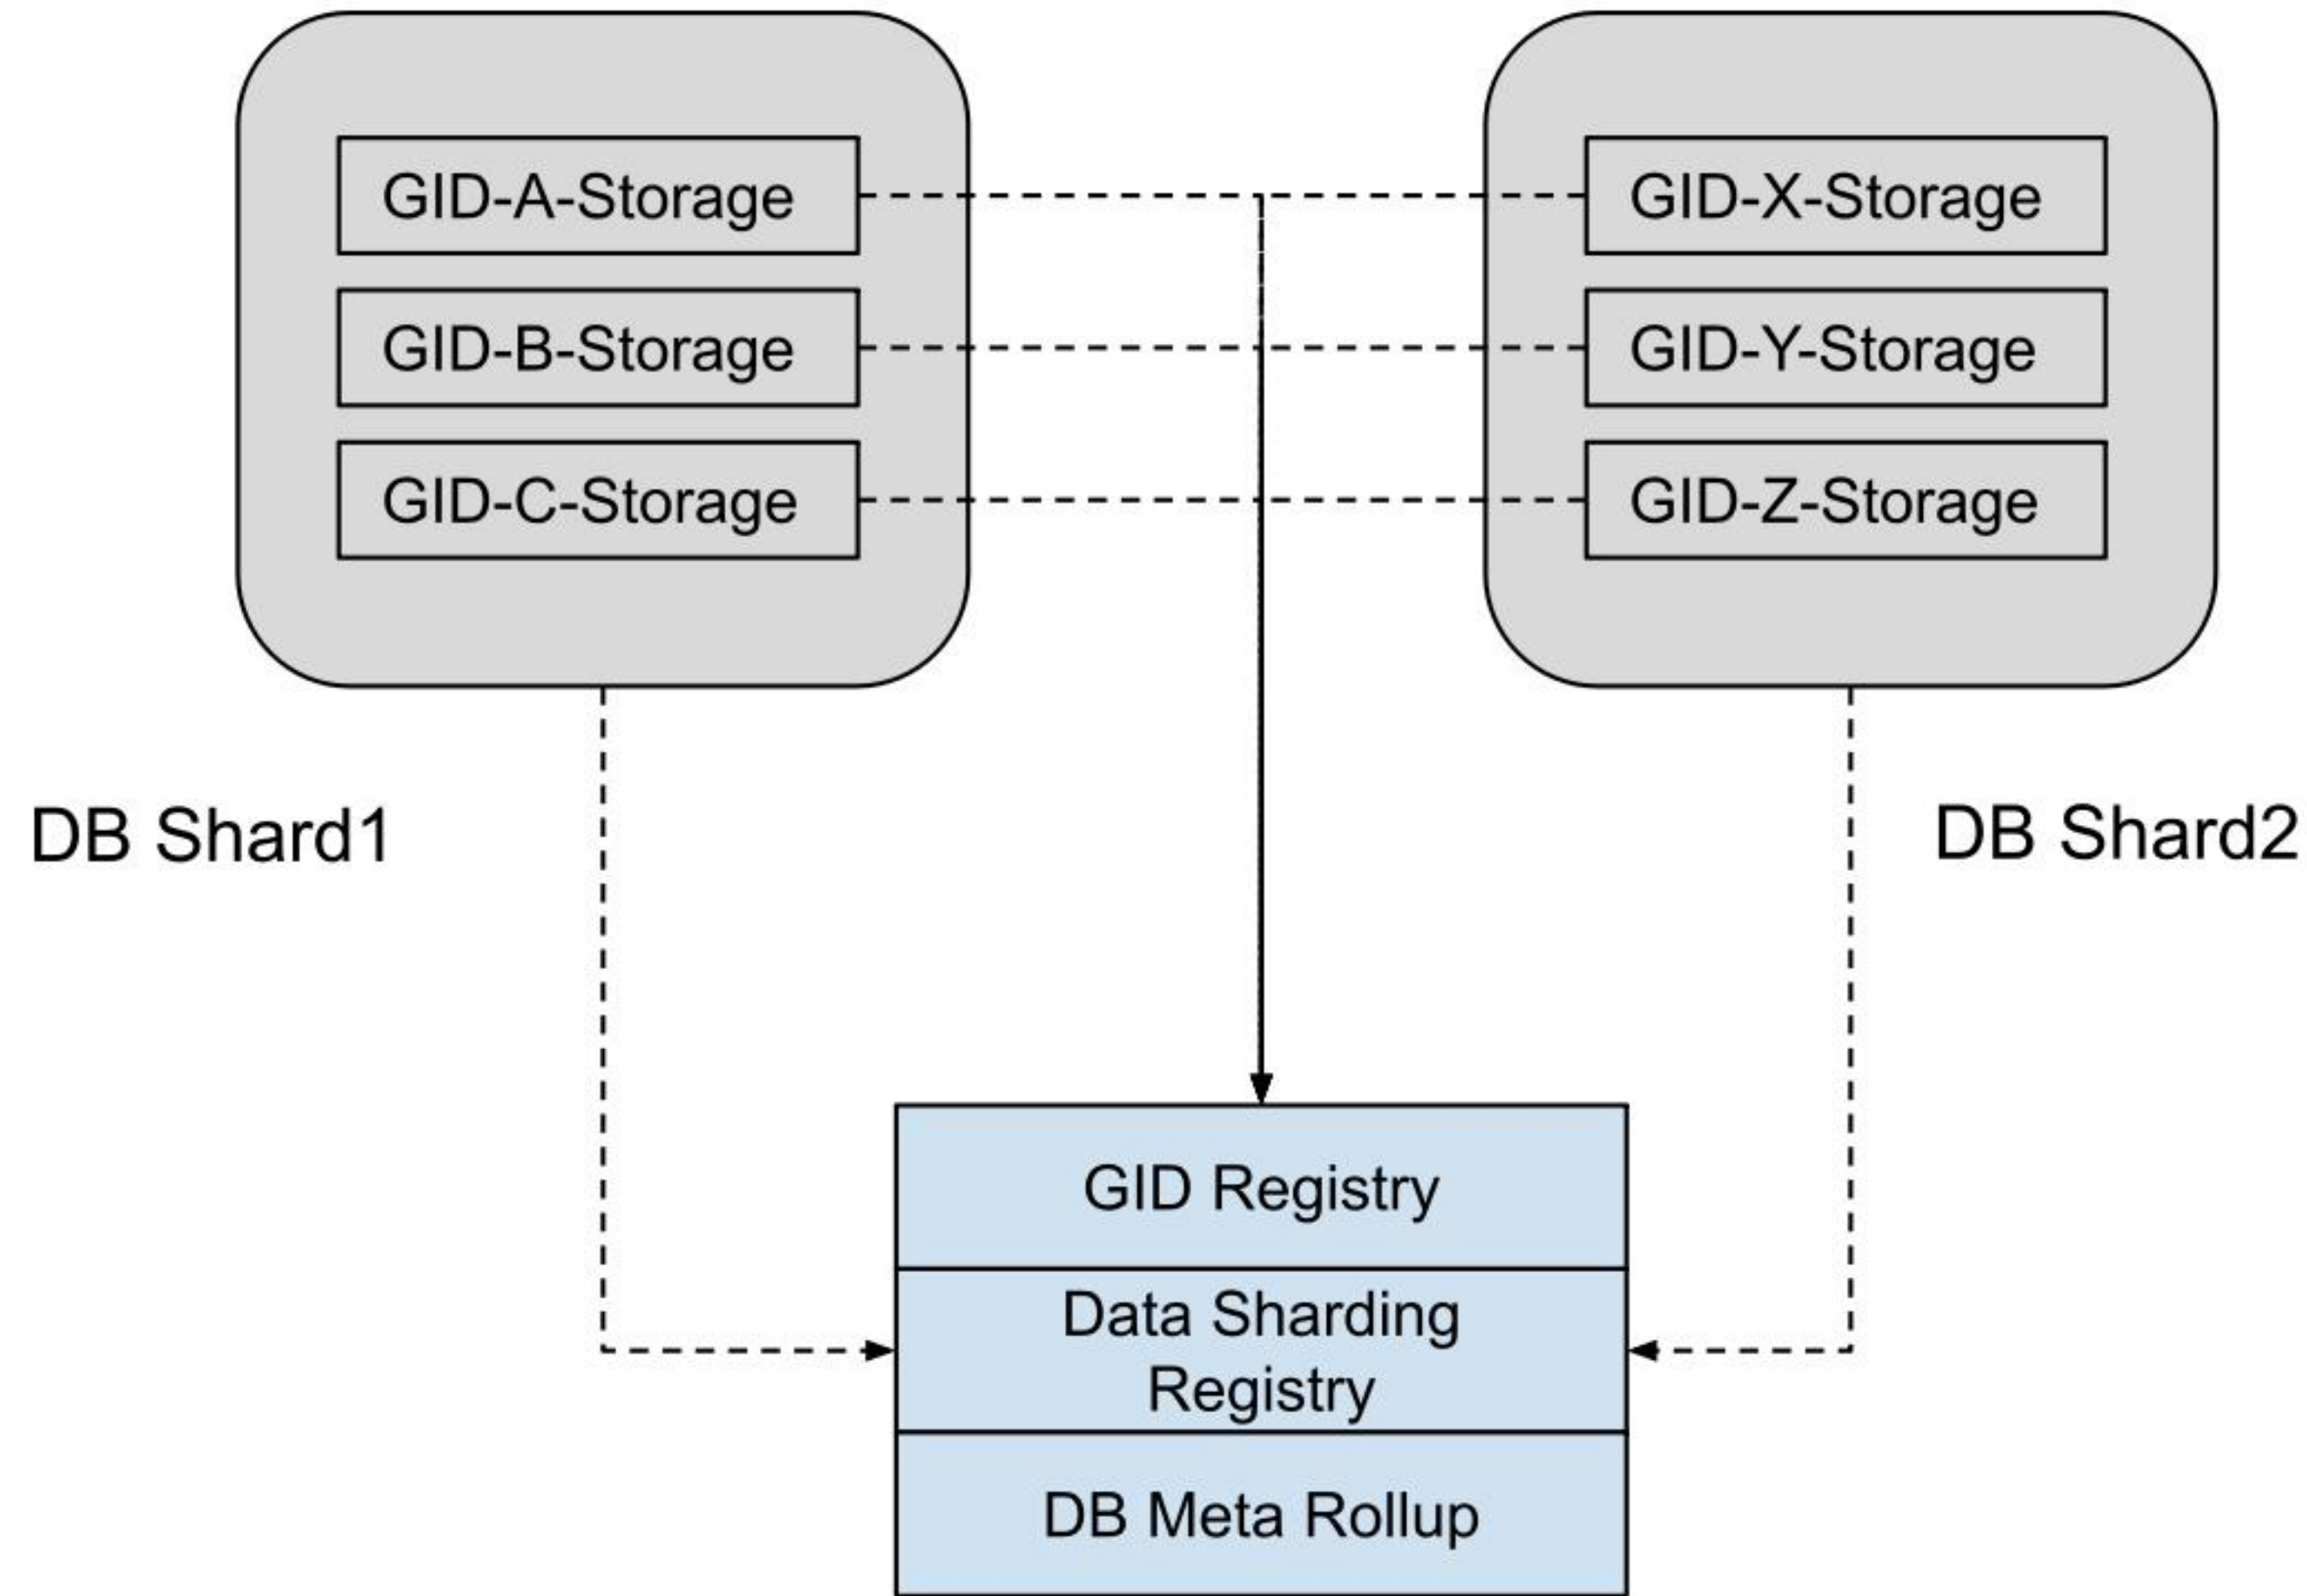 GID-A-Storage
GID-B-Storage
GID-C-Storage
GID-X-Storage
GID-Y-Storage
GID-Z-Storage
DB Shard1
DB Shard2
GID Registry
Data Sharding
Registry
DB Meta Rollup